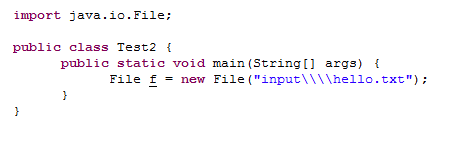 import java.io.File;
public class Test2 {
public static void main(String[] args) {
File f = new File("input\\\\hello.txt");
}
}